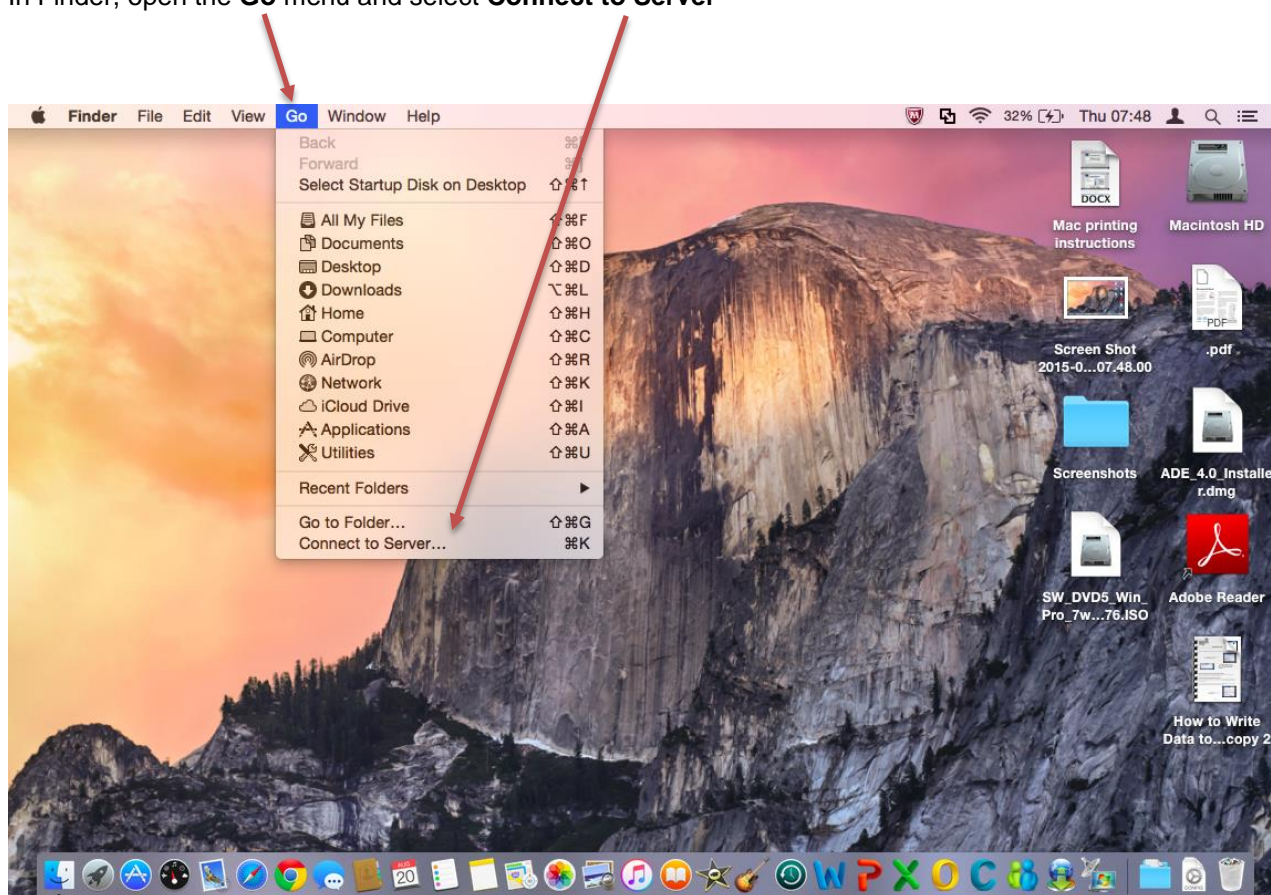 In Finder, open the Go menu and select Connect to Server
Finder File Edit View Go Window Help 32% Thu 07:48
Back ⌘[
Forward
Select Startup Disk on Desktop ⇧⌘↑
All My Files ⇧⌘F
Documents ⇧⌘O
Desktop ⇧⌘D
Downloads ⌥⌘L
Home ⇧⌘H
Computer ⇧⌘C
AirDrop ⇧⌘R
Network ⇧⌘K
iCloud Drive ⇧⌘I
Applications ⇧⌘A
Utilities ⇧⌘U
Recent Folders ▶
Go to Folder... ⇧⌘G
Connect to Server... ⌘K
DOCX
Mac printing
instructions
Macintosh HD
Screen Shot
2015-0...07.48.00
PDF
.pdf
Screenshots
ADE_4.0_Installe
r.dmg
SW_DVD5_Win_
Pro_7w...76.ISO
Adobe Reader
How to Write
Data to...copy 2
AUG
20
W P X O C
CONFIG